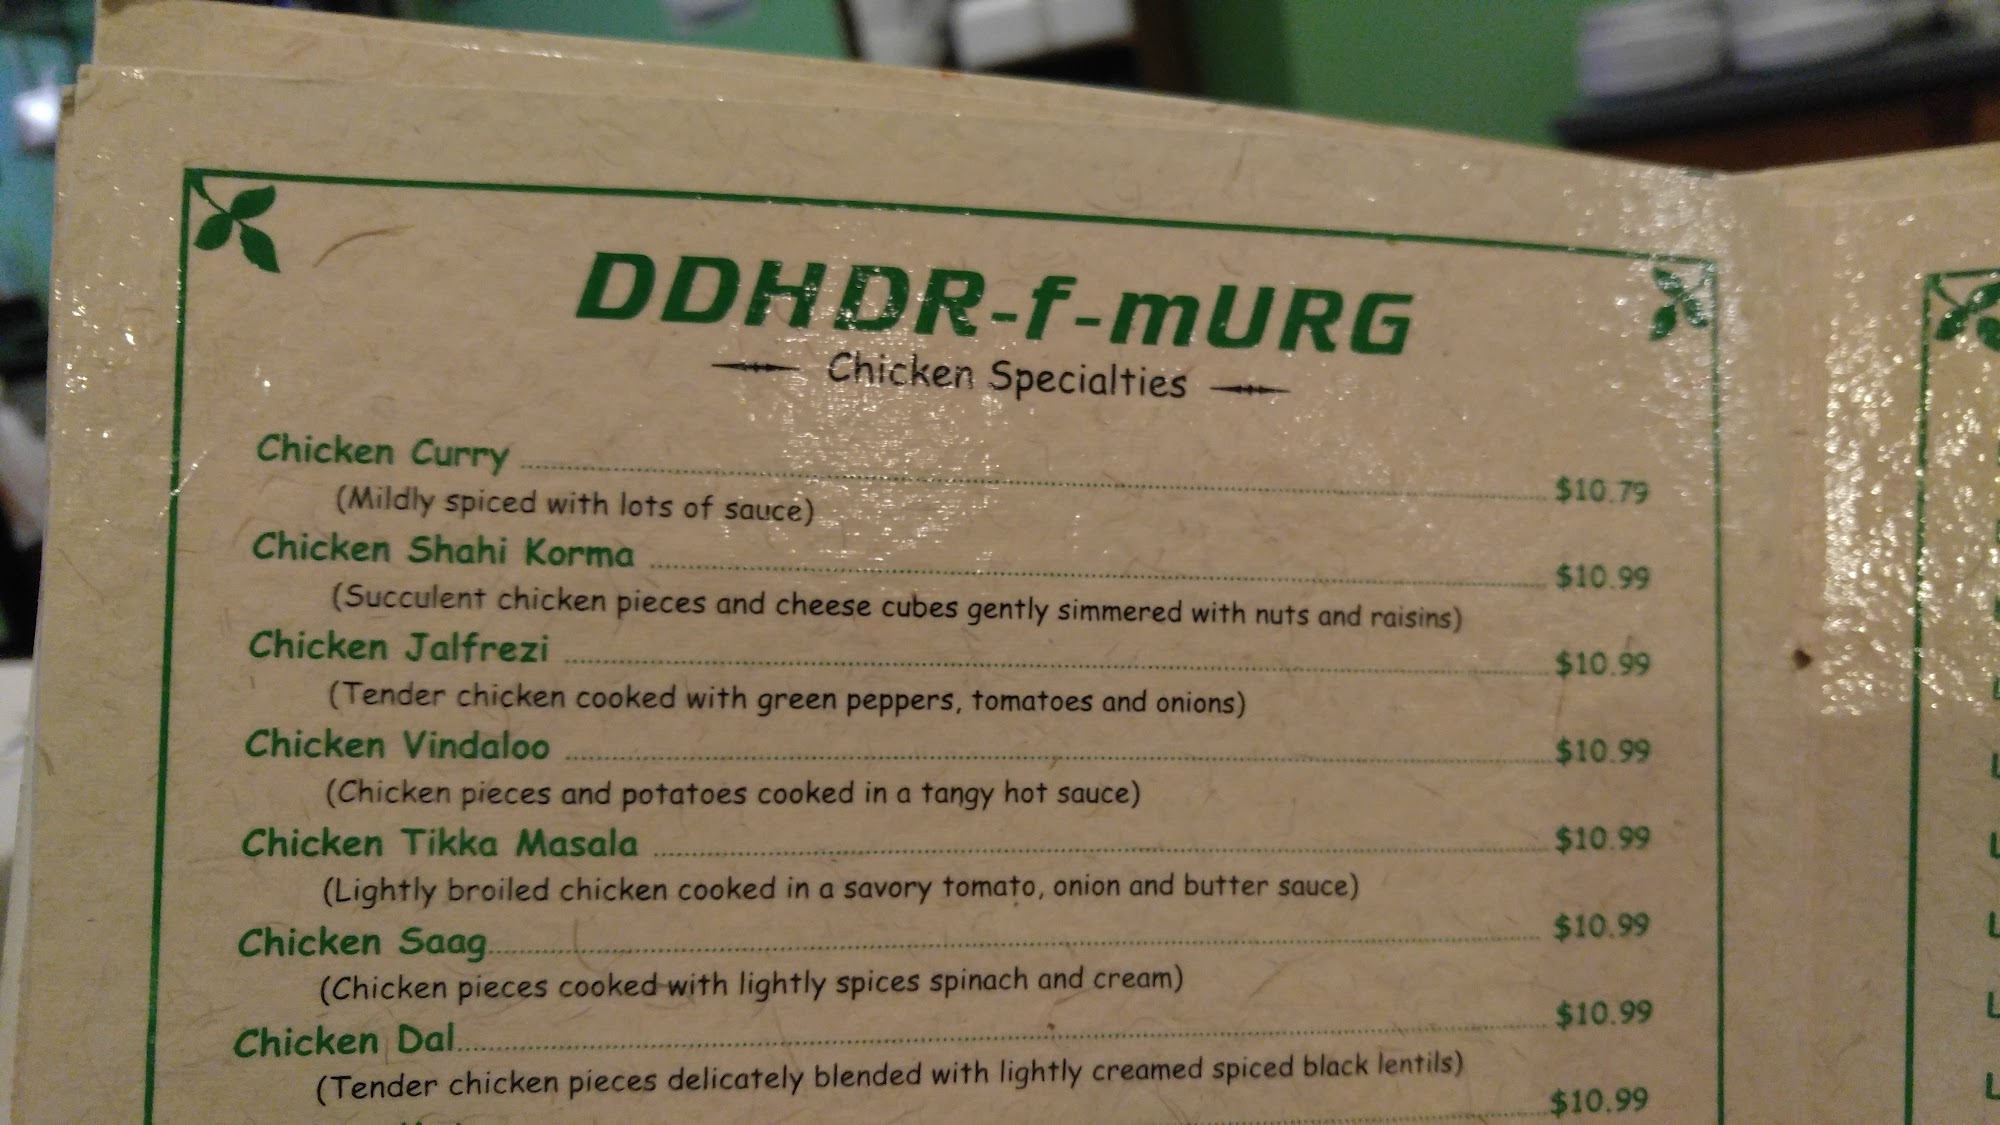 DDHDR-f-mURG
Chicken Specialties
Chicken Curry $10.79
(Mildly spiced with lots of sauce)
Chicken Shahi Korma $10.99
(Succulent chicken pieces and cheese cubes gently simmered with nuts and raisins)
Chicken Jalfrezi $10.99
(Tender chicken cooked with green peppers, tomatoes and onions)
Chicken Vindaloo $10.99
(Chicken pieces and potatoes cooked in a tangy hot sauce)
Chicken Tikka Masala $10.99
(Lightly broiled chicken cooked in a savory tomato, onion and butter sauce)
Chicken Saag $10.99
(Chicken pieces cooked with lightly spices spinach and cream)
Chicken Dal $10.99
(Tender chicken pieces delicately blended with lightly creamed spiced black lentils)
$10.99